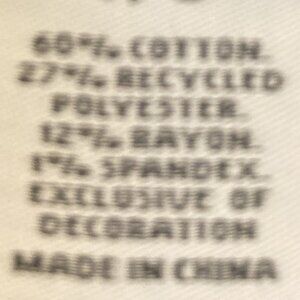 60% COTTON.
27% RECYCLED
POLYESTER.
12% RAYON.
1% SPANDEX.
EXCLUSIVE OF
DECORATION
MADE IN CHINA